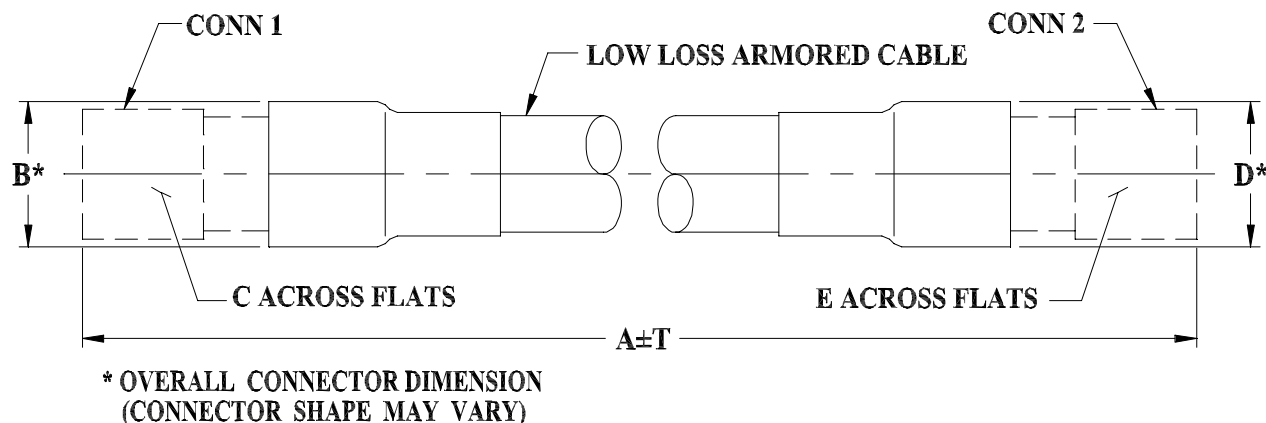 CONN 1
CONN 2
LOW LOSS ARMORED CABLE
B*
D*
C ACROSS FLATS
E ACROSS FLATS
A±T
* OVERALL CONNECTOR DIMENSION
(CONNECTOR SHAPE MAY VARY)